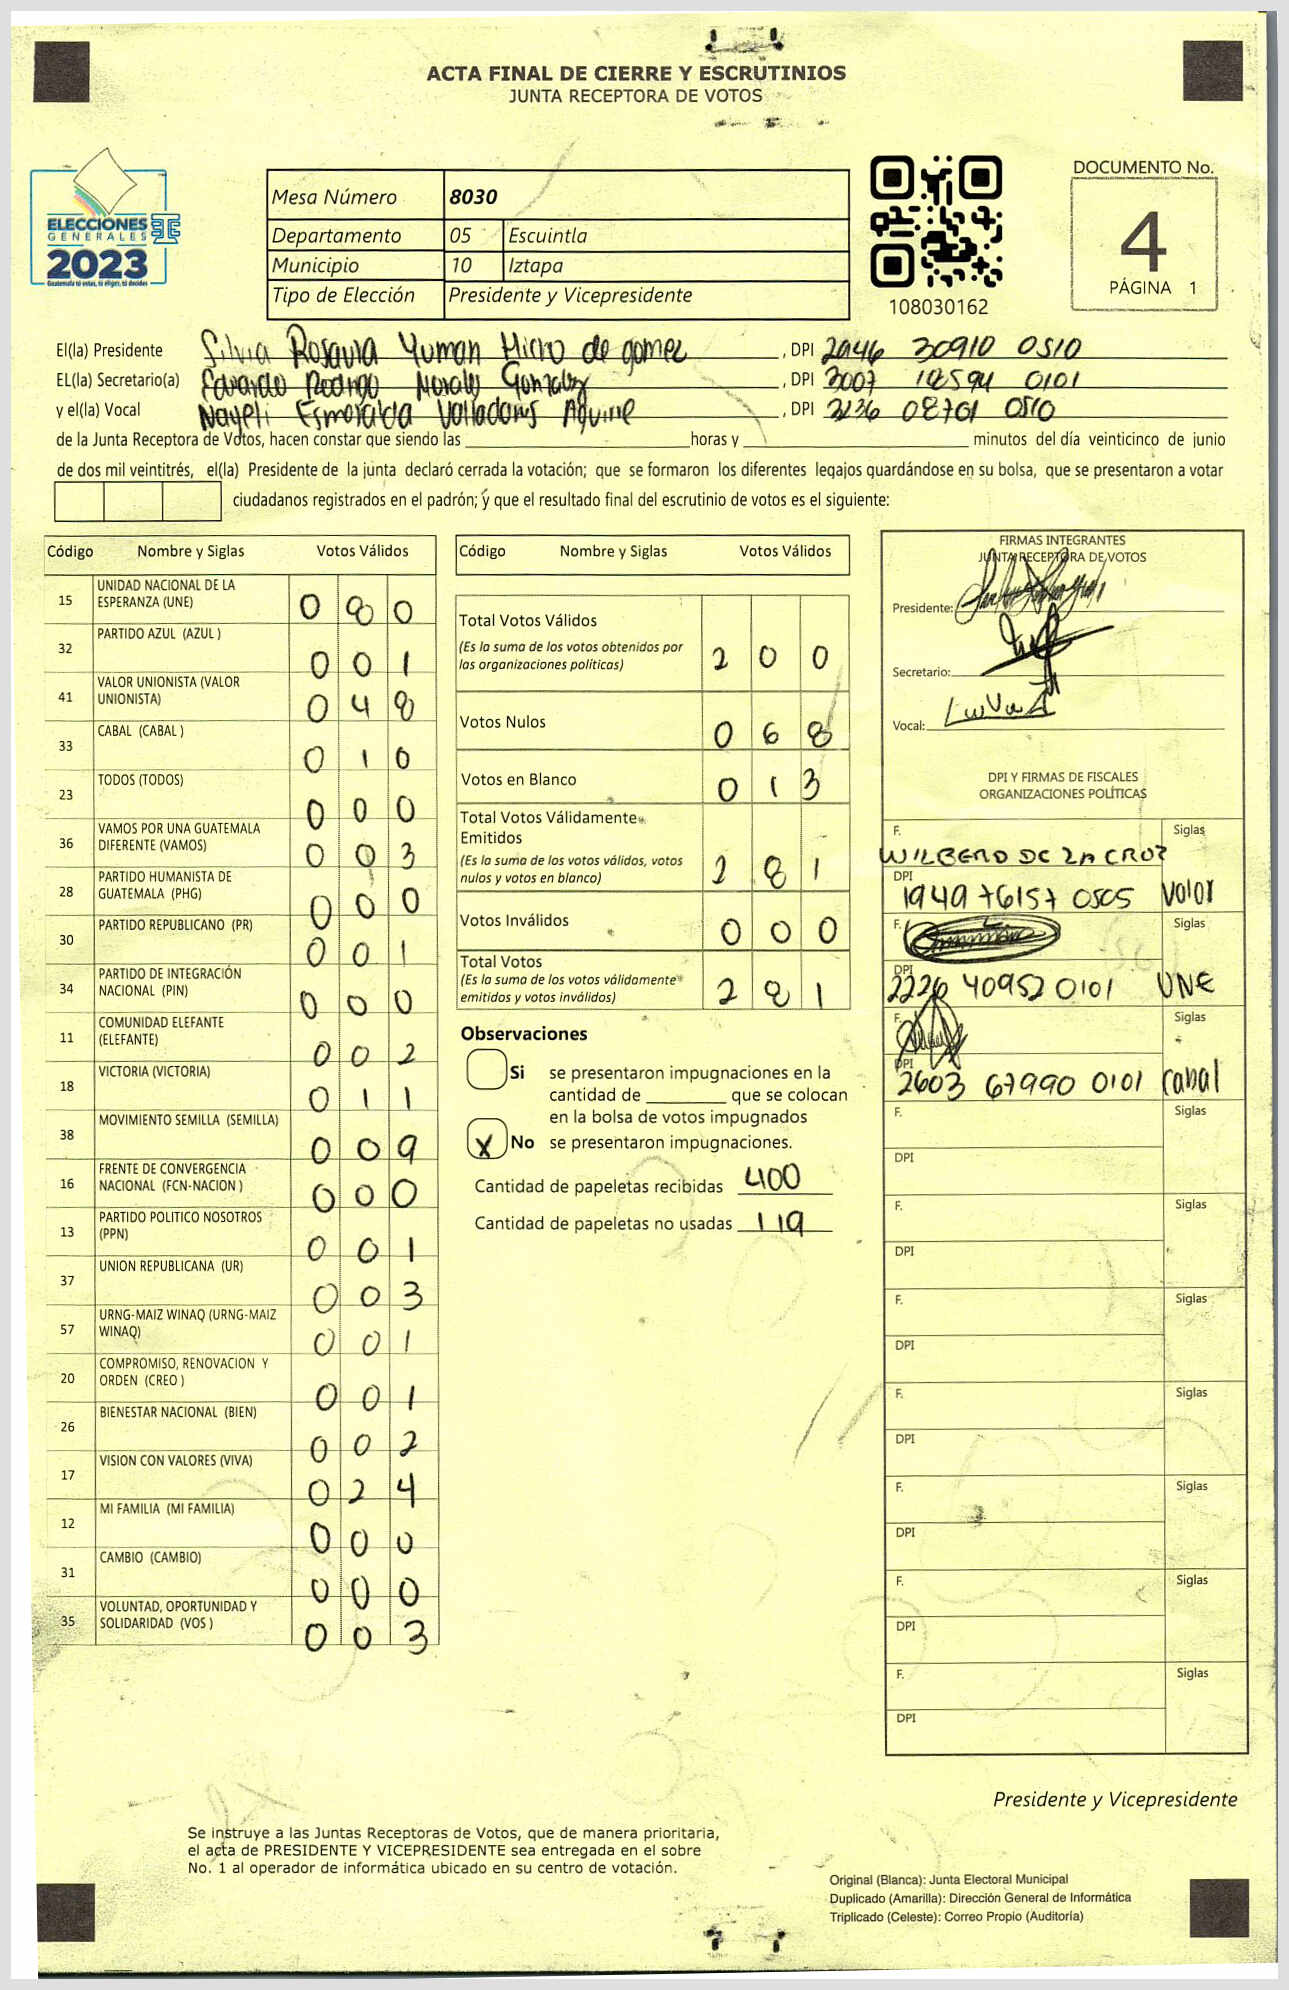 ACTA FINAL DE CIERRE Y ESCRUTINIOS
JUNTA RECEPTORA DE VOTOS
ELECCIONES
GENERALES
2023
Guatemala tú estas, tú eliges, tú decides
Mesa Número 8030
Departamento 05 Escuintla
Municipio 10 Iztapa
Tipo de Elección Presidente y Vicepresidente
108030162
DOCUMENTO No.
4
PÁGINA 1
El(la) Presidente Silvia Rosaura Yuman Micro de gomez , DPI 2946 30910 0510
EL(la) Secretario(a) Eduardo Rodrigo Morales Gonzalez , DPI 3007 18594 0101
y el(la) Vocal Nayeli Esmeralda Valladares Aguirre , DPI 3236 08701 0510
de la Junta Receptora de Votos, hacen constar que siendo las horas y minutos del día veinticinco de junio
de dos mil veintitrés, el(la) Presidente de la junta declaró cerrada la votación; que se formaron los diferentes legajos guardándose en su bolsa, que se presentaron a votar
ciudadanos registrados en el padrón; y que el resultado final del escrutinio de votos es el siguiente:
Código Nombre y Siglas Votos Válidos
15 UNIDAD NACIONAL DE LA ESPERANZA (UNE) 0 8 0
32 PARTIDO AZUL (AZUL ) 0 0 1
41 VALOR UNIONISTA (VALOR UNIONISTA) 0 4 8
33 CABAL (CABAL ) 0 1 0
23 TODOS (TODOS) 0 0 0
36 VAMOS POR UNA GUATEMALA DIFERENTE (VAMOS) 0 0 3
28 PARTIDO HUMANISTA DE GUATEMALA (PHG) 0 0 0
30 PARTIDO REPUBLICANO (PR) 0 0 1
34 PARTIDO DE INTEGRACIÓN NACIONAL (PIN) 0 0 0
11 COMUNIDAD ELEFANTE (ELEFANTE) 0 0 2
18 VICTORIA (VICTORIA) 0 1 1
38 MOVIMIENTO SEMILLA (SEMILLA) 0 0 9
16 FRENTE DE CONVERGENCIA NACIONAL (FCN-NACION ) 0 0 0
13 PARTIDO POLITICO NOSOTROS (PPN) 0 0 1
37 UNION REPUBLICANA (UR) 0 0 3
57 URNG-MAIZ WINAQ (URNG-MAIZ WINAQ) 0 0 1
20 COMPROMISO, RENOVACION Y ORDEN (CREO ) 0 0 1
26 BIENESTAR NACIONAL (BIEN) 0 0 2
17 VISION CON VALORES (VIVA) 0 2 4
12 MI FAMILIA (MI FAMILIA) 0 0 0
31 CAMBIO (CAMBIO) 0 0 0
35 VOLUNTAD, OPORTUNIDAD Y SOLIDARIDAD (VOS ) 0 0 3
Código Nombre y Siglas Votos Válidos
Total Votos Válidos 2 0 0
(Es la suma de los votos obtenidos por
las organizaciones políticas)
Votos Nulos 0 6 8
Votos en Blanco 0 1 3
Total Votos Válidamente
Emitidos 2 8 1
(Es la suma de los votos válidos, votos
nulos y votos en blanco)
Votos Inválidos 0 0 0
Total Votos 2 8 1
(Es la suma de los votos válidamente
emitidos y votos inválidos)
Observaciones
Si se presentaron impugnaciones en la
cantidad de que se colocan
en la bolsa de votos impugnados
X No se presentaron impugnaciones.
Cantidad de papeletas recibidas 400
Cantidad de papeletas no usadas 119
FIRMAS INTEGRANTES
JUNTA RECEPTORA DE VOTOS
Presidente:
Secretario:
Vocal:
DPI Y FIRMAS DE FISCALES
ORGANIZACIONES POLÍTICAS
F. Siglas
WILBERO DE LA CRUZ
DPI
1949 76157 0505 Valor
F. Siglas
DPI
2226 40952 0101 UNE
F. Siglas
DPI
2603 67990 0101 Cabal
F. Siglas
DPI
F. Siglas
DPI
F. Siglas
DPI
F. Siglas
DPI
F. Siglas
DPI
F. Siglas
DPI
F. Siglas
DPI
Presidente y Vicepresidente
Se instruye a las Juntas Receptoras de Votos, que de manera prioritaria,
el acta de PRESIDENTE Y VICEPRESIDENTE sea entregada en el sobre
No. 1 al operador de informática ubicado en su centro de votación.
Original (Blanca): Junta Electoral Municipal
Duplicado (Amarilla): Dirección General de Informática
Triplicado (Celeste): Correo Propio (Auditoría)